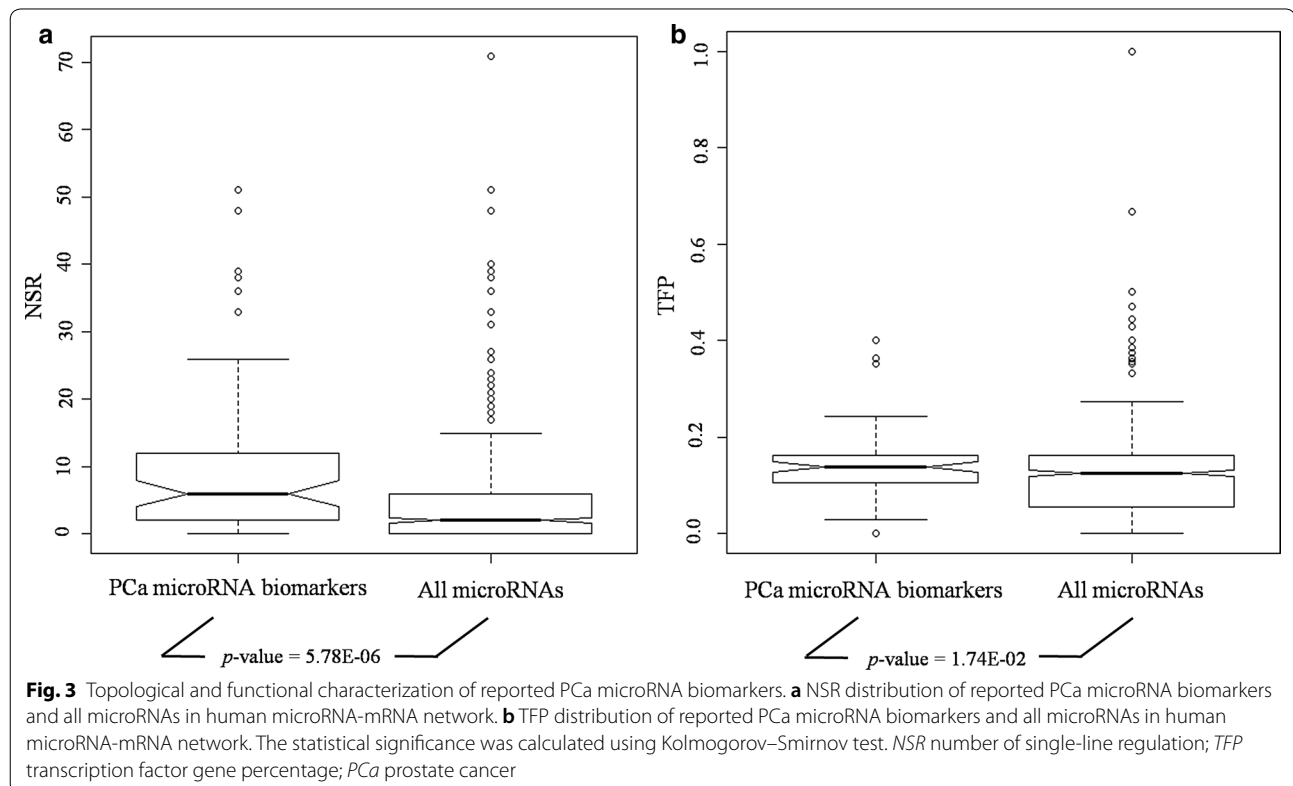 a
70
60
50
40
30
20
10
0
NSR
PCa microRNA biomarkers
All microRNAs
p-value = 5.78E-06
b
1.0
0.8
0.6
0.4
0.2
0.0
TFP
PCa microRNA biomarkers
All microRNAs
p-value = 1.74E-02
Fig. 3 Topological and functional characterization of reported PCa microRNA biomarkers. a NSR distribution of reported PCa microRNA biomarkers
and all microRNAs in human microRNA-mRNA network. b TFP distribution of reported PCa microRNA biomarkers and all microRNAs in human
microRNA-mRNA network. The statistical significance was calculated using Kolmogorov–Smirnov test. NSR number of single-line regulation; TFP
transcription factor gene percentage; PCa prostate cancer